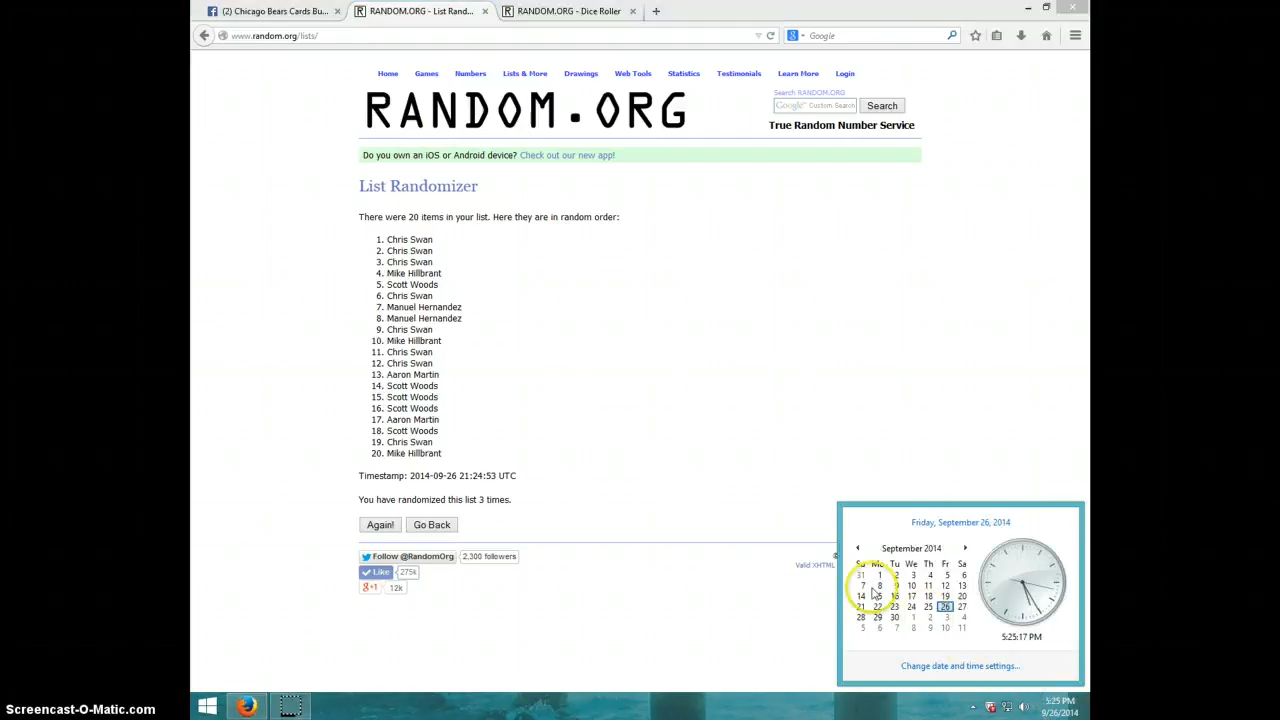 (2) Chicago Bears Cards Bu...
RANDOM.ORG - List Rand...
RANDOM.ORG - Dice Roller
www.random.org/lists/
Google
Home Games Numbers Lists & More Drawings Web Tools Statistics Testimonials Learn More Login
RANDOM.ORG
Search RANDOM.ORG
Google™ Custom Search
Search
True Random Number Service
Do you own an iOS or Android device? Check out our new app!
List Randomizer
There were 20 items in your list. Here they are in random order:
1. Chris Swan
2. Chris Swan
3. Chris Swan
4. Mike Hillbrant
5. Scott Woods
6. Chris Swan
7. Manuel Hernandez
8. Manuel Hernandez
9. Chris Swan
10. Mike Hillbrant
11. Chris Swan
12. Chris Swan
13. Aaron Martin
14. Scott Woods
15. Scott Woods
16. Scott Woods
17. Aaron Martin
18. Scott Woods
19. Chris Swan
20. Mike Hillbrant
Timestamp: 2014-09-26 21:24:53 UTC
You have randomized this list 3 times.
Again! Go Back
Follow @RandomOrg 2,300 followers
Like 275k
g+1 12k
Valid XHTML
Friday, September 26, 2014
September 2014
Su Mo Tu We Th Fr Sa
31 1 2 3 4 5 6
7 8 9 10 11 12 13
14 15 16 17 18 19 20
21 22 23 24 25 26 27
28 29 30 1 2 3 4
5 6 7 8 9 10 11
5:25:17 PM
Change date and time settings...
5:25 PM
9/26/2014
Screencast-O-Matic.com